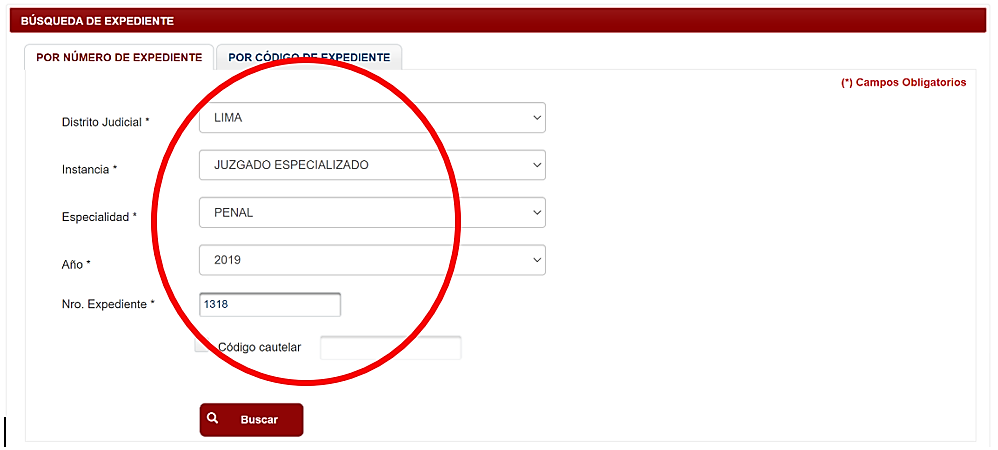 BÚSQUEDA DE EXPEDIENTE
POR NÚMERO DE EXPEDIENTE POR CÓDIGO DE EXPEDIENTE
(*) Campos Obligatorios
Distrito Judicial * LIMA
Instancia * JUZGADO ESPECIALIZADO
Especialidad * PENAL
Año * 2019
Nro. Expediente * 1318
Código cautelar
Buscar